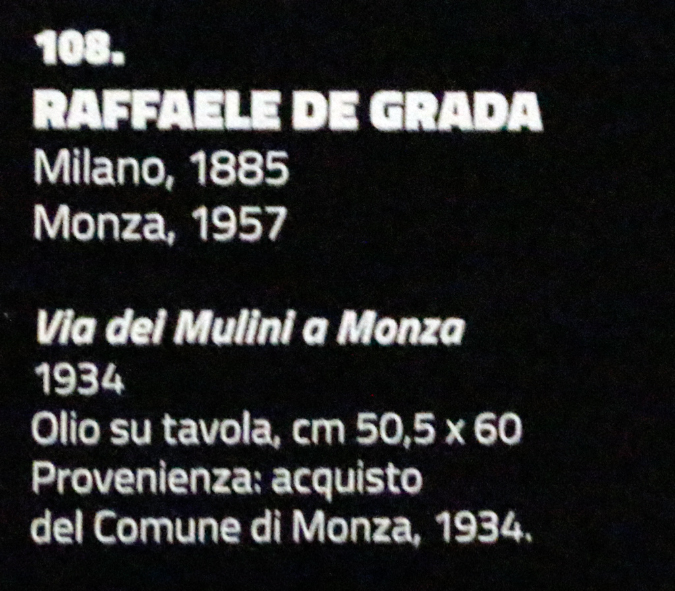 108.
RAFFAELE DE GRADA
Milano, 1885
Monza, 1957
Via dei Mulini a Monza
1934
Olio su tavola, cm 50,5 x 60
Provenienza: acquisto
del Comune di Monza, 1934.